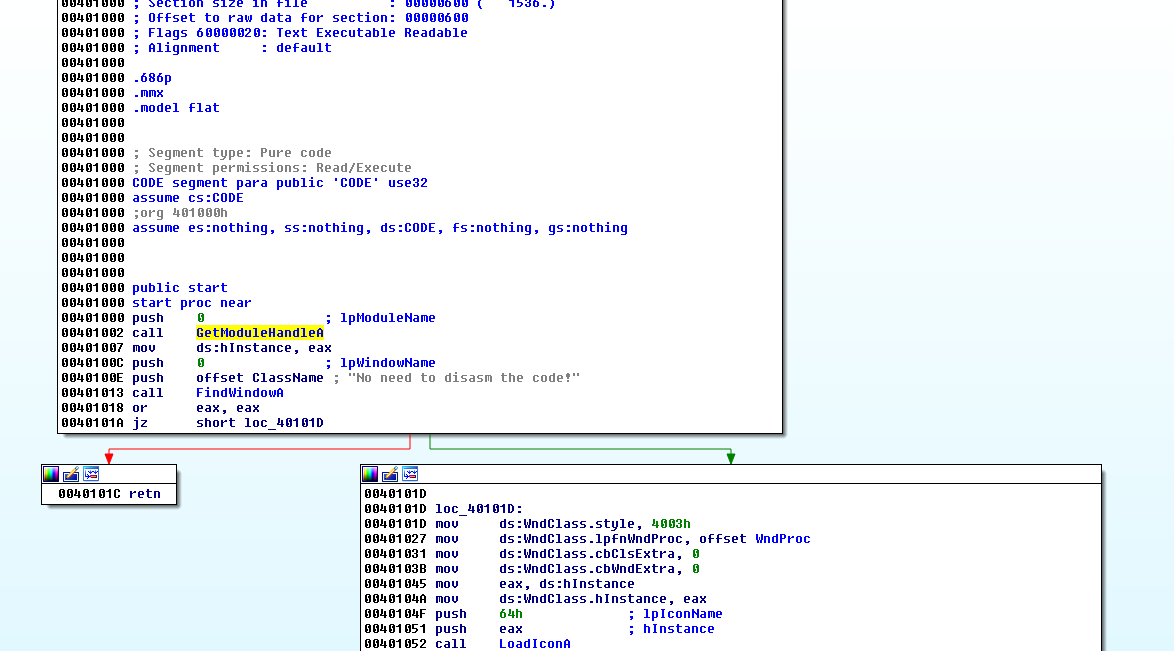 00401000 ; Section size in file          : 00000600 (   1536.)
00401000 ; Offset to raw data for section: 00000600
00401000 ; Flags 60000020: Text Executable Readable
00401000 ; Alignment     : default
00401000
00401000 .686p
00401000 .mmx
00401000 .model flat
00401000
00401000
00401000 ; Segment type: Pure code
00401000 ; Segment permissions: Read/Execute
00401000 CODE segment para public 'CODE' use32
00401000 assume cs:CODE
00401000 ;org 401000h
00401000 assume es:nothing, ss:nothing, ds:CODE, fs:nothing, gs:nothing
00401000
00401000
00401000
00401000 public start
00401000 start proc near
00401000 push    0               ; lpModuleName
00401002 call    GetModuleHandleA
00401007 mov     ds:hInstance, eax
0040100C push    0               ; lpWindowName
0040100E push    offset ClassName ; "No need to disasm the code!"
00401013 call    FindWindowA
00401018 or      eax, eax
0040101A jz      short loc_40101D
0040101C retn
0040101D
0040101D loc_40101D:
0040101D mov     ds:WndClass.style, 4003h
00401027 mov     ds:WndClass.lpfnWndProc, offset WndProc
00401031 mov     ds:WndClass.cbClsExtra, 0
0040103B mov     ds:WndClass.cbWndExtra, 0
00401045 mov     eax, ds:hInstance
0040104A mov     ds:WndClass.hInstance, eax
0040104F push    64h             ; lpIconName
00401051 push    eax             ; hInstance
00401052 call    LoadIconA